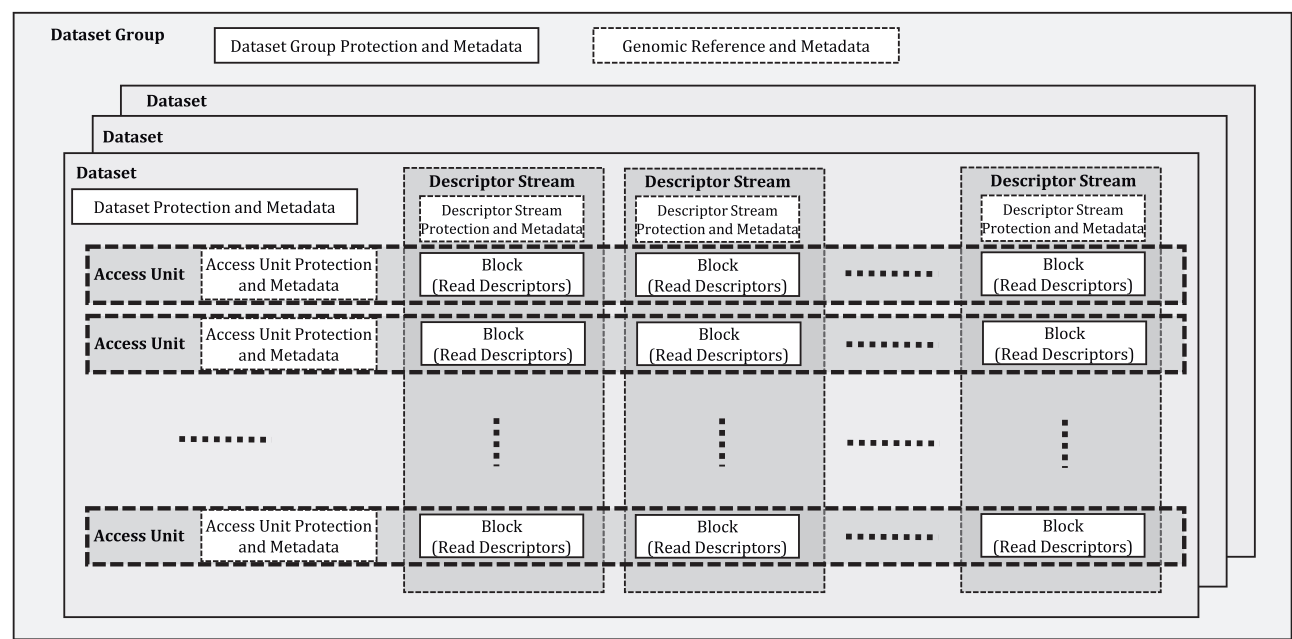 Dataset Group
Dataset Group Protection and Metadata
Genomic Reference and Metadata
Dataset
Dataset
Dataset
Dataset Protection and Metadata
Descriptor Stream
Descriptor Stream
Descriptor Stream
Descriptor Stream
Protection and Metadata
Descriptor Stream
Protection and Metadata
Descriptor Stream
Protection and Metadata
Access Unit
Access Unit Protection
and Metadata
Block
(Read Descriptors)
Block
(Read Descriptors)
Block
(Read Descriptors)
Access Unit
Access Unit Protection
and Metadata
Block
(Read Descriptors)
Block
(Read Descriptors)
Block
(Read Descriptors)
Access Unit
Access Unit Protection
and Metadata
Block
(Read Descriptors)
Block
(Read Descriptors)
Block
(Read Descriptors)